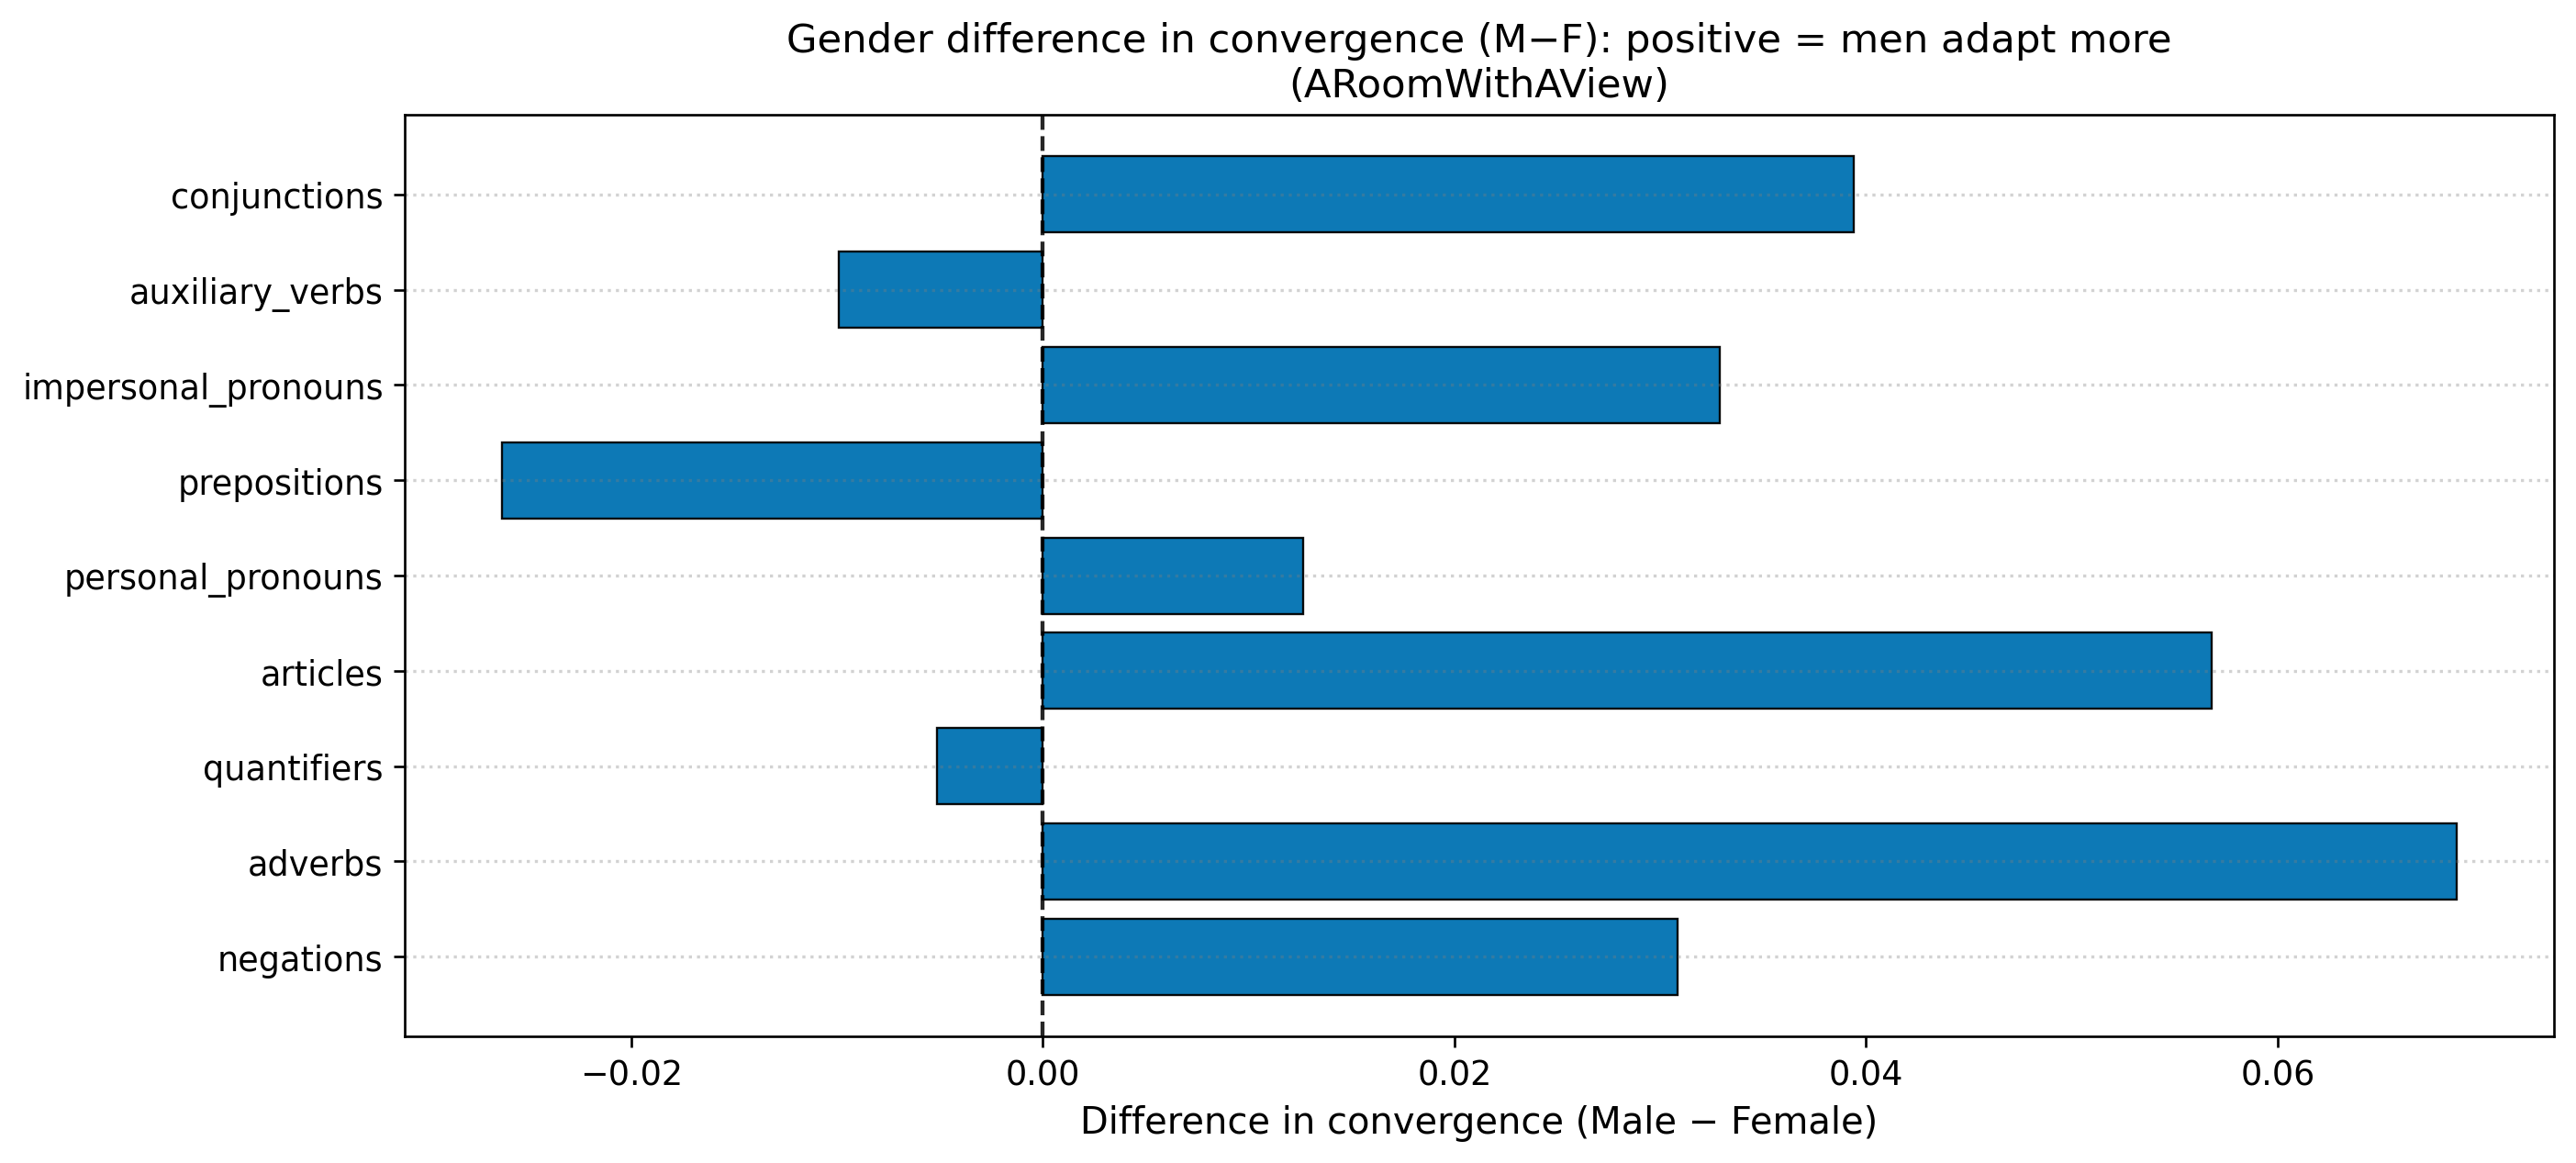 Gender difference in convergence (M−F): positive = men adapt more
(ARoomWithAView)
conjunctions
auxiliary_verbs
impersonal_pronouns
prepositions
personal_pronouns
articles
quantifiers
adverbs
negations
−0.02 0.00 0.02 0.04 0.06
Difference in convergence (Male − Female)